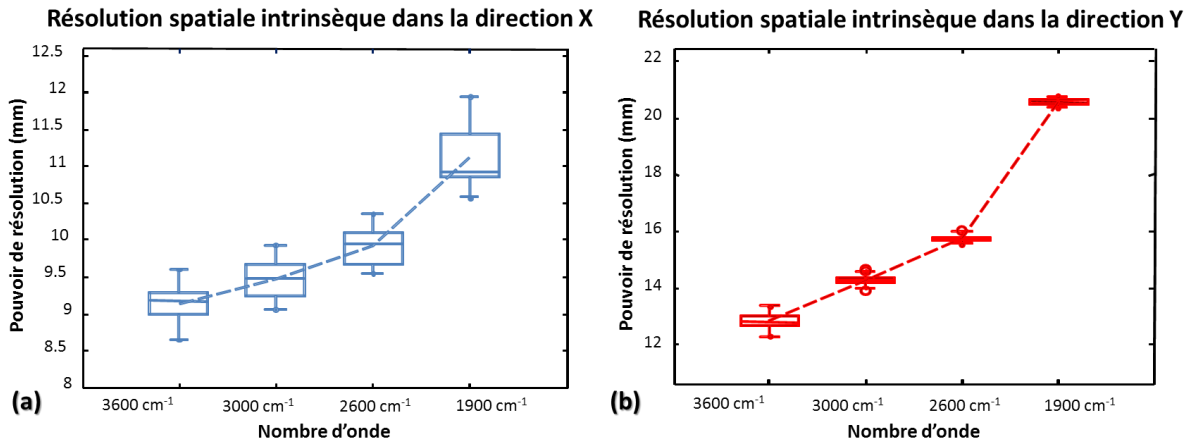 Résolution spatiale intrinsèque dans la direction X
Pouvoir de résolution (mm)
12.5
12
11.5
11
10.5
10
9.5
9
8.5
8
3600 cm⁻¹
3000 cm⁻¹
2600 cm⁻¹
1900 cm⁻¹
Nombre d'onde
(a)
Résolution spatiale intrinsèque dans la direction Y
Pouvoir de résolution (mm)
22
20
18
16
14
12
3600 cm⁻¹
3000 cm⁻¹
2600 cm⁻¹
1900 cm⁻¹
Nombre d'onde
(b)